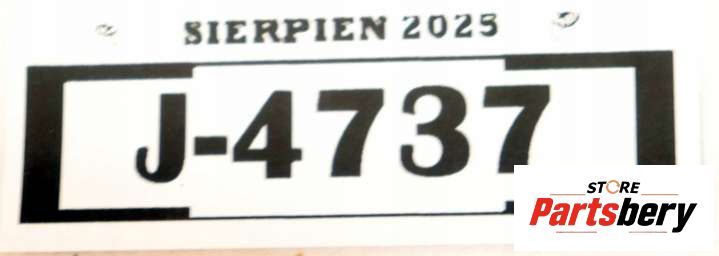 SIERPIEN 2025
J-4737
STORE
Partsbery